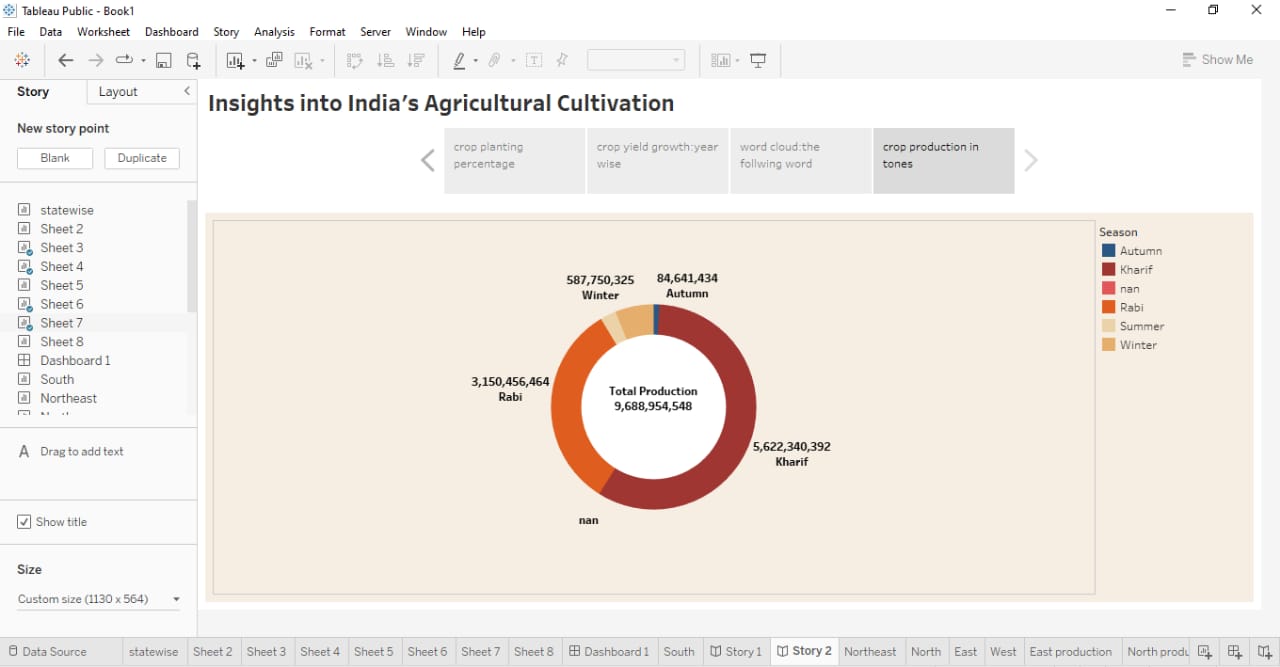 Tableau Public - Book1
File Data Worksheet Dashboard Story Analysis Format Server Window Help
Show Me
Story Layout
New story point
Blank Duplicate
statewise
Sheet 2
Sheet 3
Sheet 4
Sheet 5
Sheet 6
Sheet 7
Sheet 8
Dashboard 1
South
Northeast
A Drag to add text
Show title
Size
Custom size (1130 x 564)
Insights into India's Agricultural Cultivation
crop planting
percentage
crop yield growth:year
wise
word cloud:the
follwing word
crop production in
tones
587,750,325
Winter
84,641,434
Autumn
3,150,456,464
Rabi
Total Production
9,688,954,548
5,622,340,392
Kharif
nan
Season
Autumn
Kharif
nan
Rabi
Summer
Winter
Data Source statewise Sheet 2 Sheet 3 Sheet 4 Sheet 5 Sheet 6 Sheet 7 Sheet 8 Dashboard 1 South Story 1 Story 2 Northeast North East West East production North produ